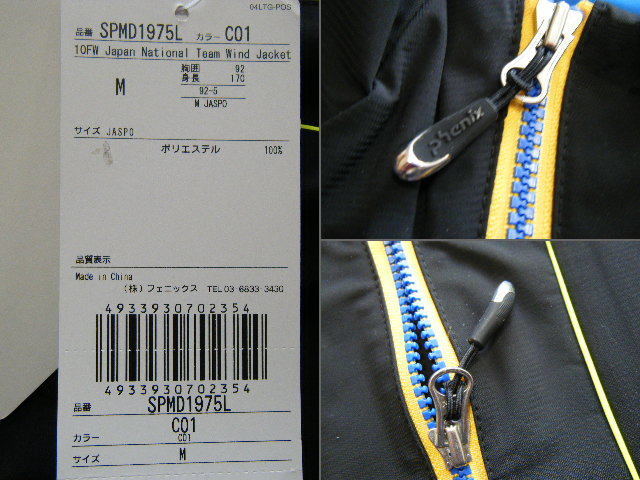 04LTG-POS
品番 SPMD1975L カラー C01
10FW Japan National Team Wind Jacket
M
胸囲 92
身長 170
92-5
M JASPO
サイズ JASPO
ポリエステル 100%
品質表示
Made in China
(株) フェニックス TEL 03-6833-3430
4933930702354
4933930702354
品番 SPMD1975L
C01
カラー C01
サイズ M
phenix